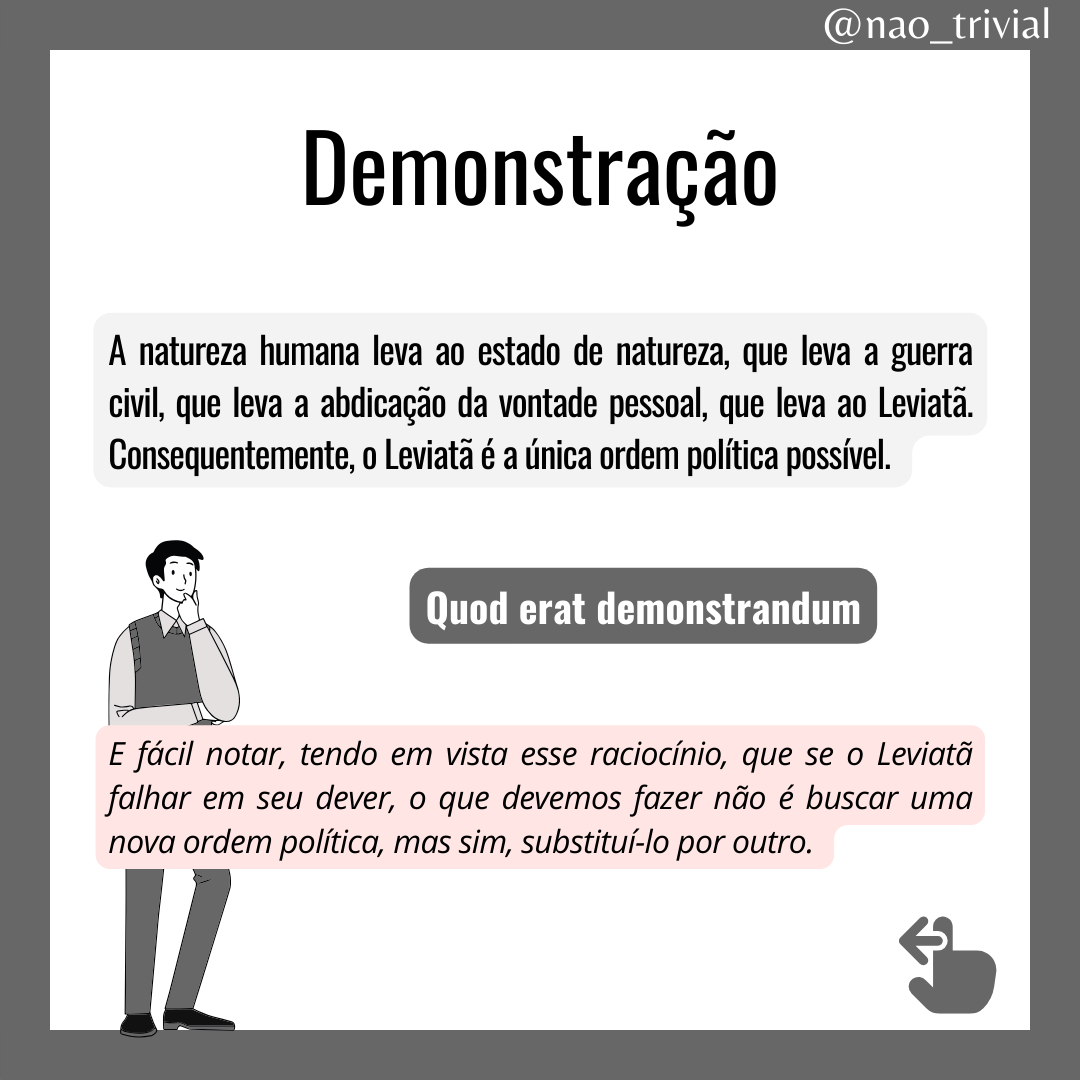 @nao_trivial
Demonstração
A natureza humana leva ao estado de natureza, que leva a guerra
civil, que leva a abdicação da vontade pessoal, que leva ao Leviatã.
Consequentemente, o Leviatã é a única ordem política possível.
Quod erat demonstrandum
E fácil notar, tendo em vista esse raciocínio, que se o Leviatã
falhar em seu dever, o que devemos fazer não é buscar uma
nova ordem política, mas sim, substituí-lo por outro.